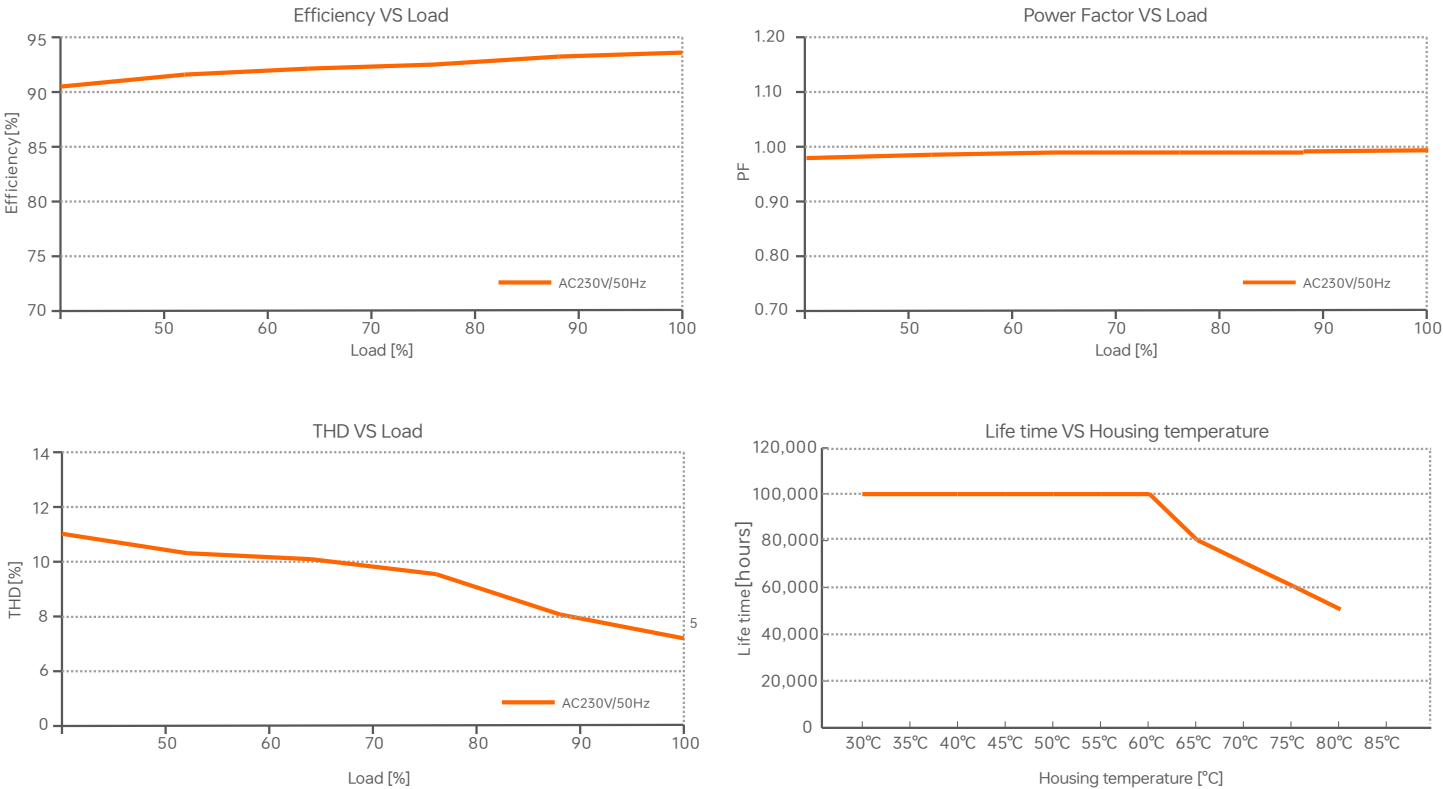 Efficiency VS Load
95
90
85
80
75
70
Efficiency [%]
50 60 70 80 90 100
Load [%]
AC230V/50Hz
Power Factor VS Load
1.20
1.10
1.00
0.90
0.80
0.70
PF
50 60 70 80 90 100
Load [%]
AC230V/50Hz
THD VS Load
14
12
10
8
6
0
THD [%]
5
50 60 70 80 90 100
Load [%]
AC230V/50Hz
Life time VS Housing temperature
120,000
100,000
80,000
60,000
40,000
20,000
0
Life time[hours]
30℃ 35℃ 40℃ 45℃ 50℃ 55℃ 60℃ 65℃ 70℃ 75℃ 80℃ 85℃
Housing temperature [°C]